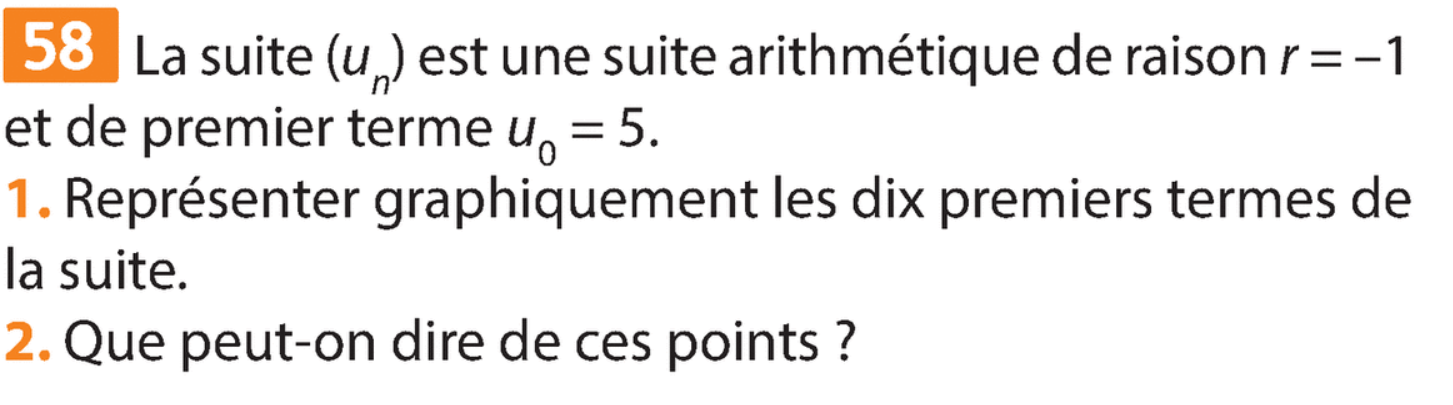 58 La suite (uₙ) est une suite arithmétique de raison r = –1
et de premier terme u₀ = 5.
1. Représenter graphiquement les dix premiers termes de
la suite.
2. Que peut-on dire de ces points ?